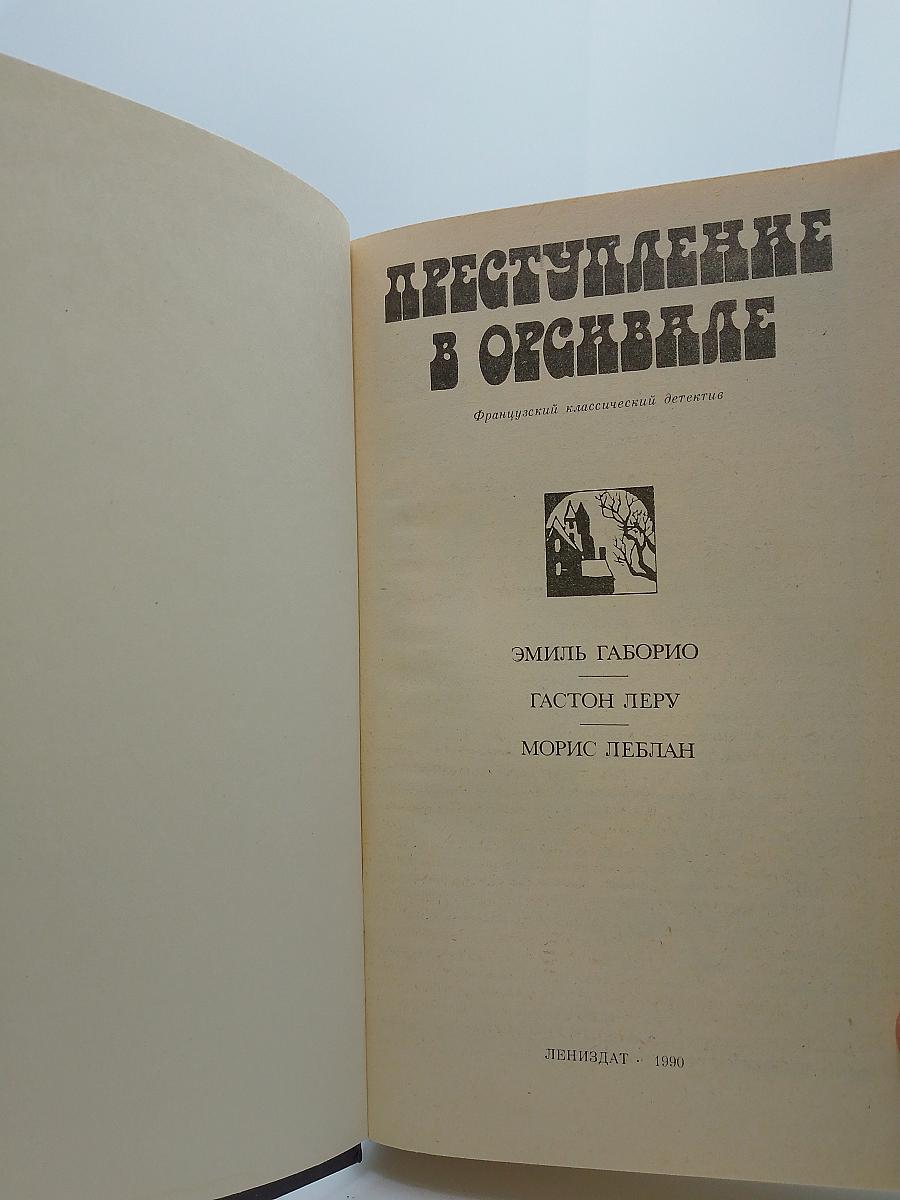 ПРЕСТУПЛЕНИЕ
В ОРСИВАЛЕ
Французский классический детектив
ЭМИЛЬ ГАБОРИО
ГАСТОН ЛЕРУ
МОРИС ЛЕБЛАН
ЛЕНИЗДАТ · 1990